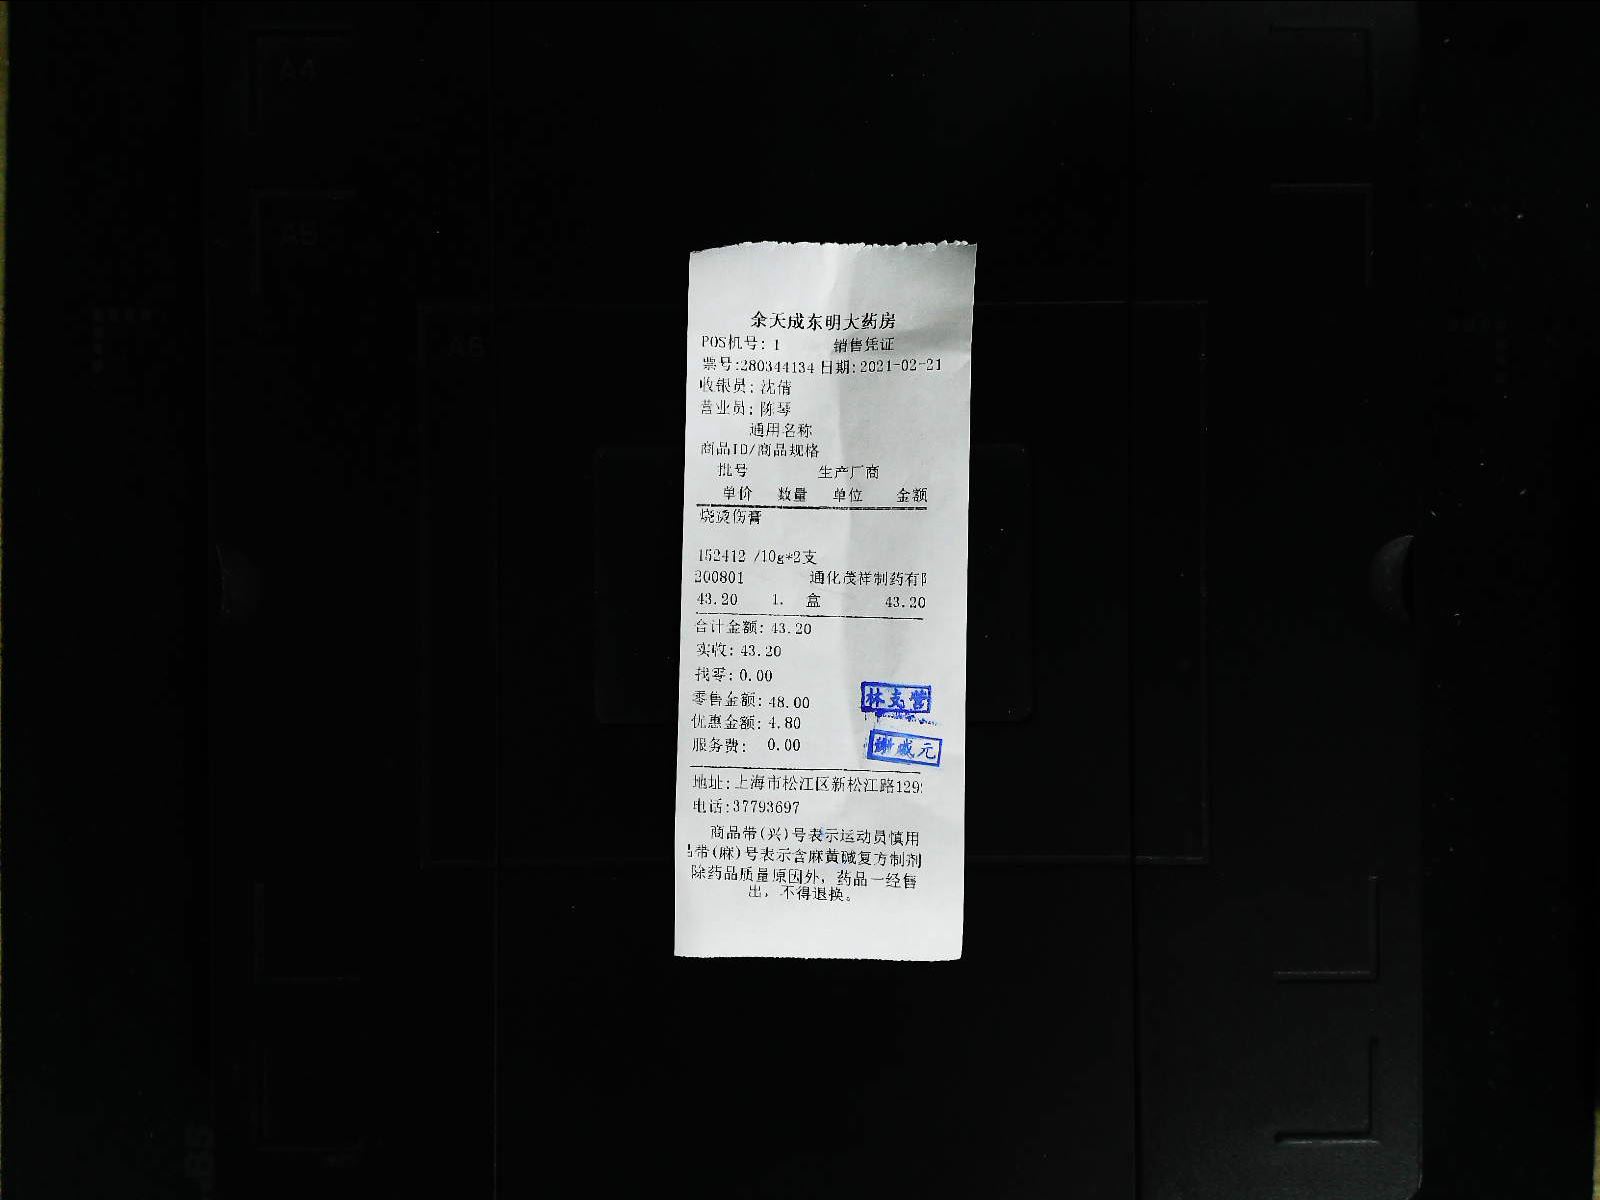 余天成东明大药房
POS机号: 1 销售凭证
票号:280344134 日期:2021-02-21
收银员: 沈倩
营业员: 陈琴
通用名称
商品ID/商品规格
批号 生产厂商
单价 数量 单位 金额
烧烫伤膏
152412 /10g*2支
200801 通化茂祥制药有
43.20 1. 盒 43.20
合计金额: 43.20
实收: 43.20
找零: 0.00
零售金额: 48.00
林支营
优惠金额: 4.80
服务费: 0.00
元
地址: 上海市松江区新松江路129
电话:37793697
商品带(兴)号表示运动员慎用
带(麻)号表示含麻黄碱复方制剂
除药品质量原因外, 药品一经售
出, 不得退换。
A4
A5